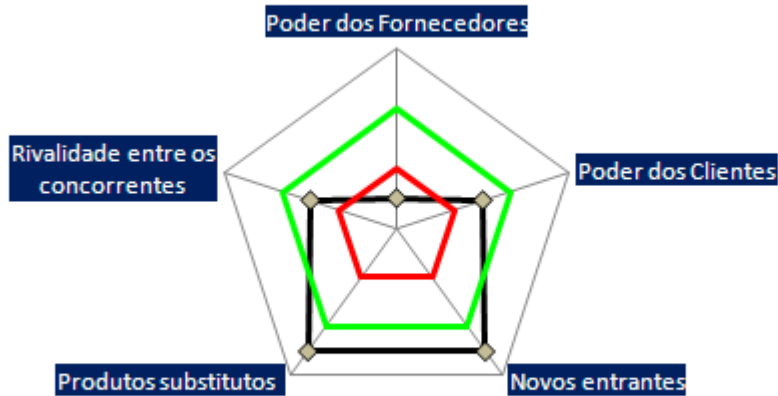 Poder dos Fornecedores
Rivalidade entre os
concorrentes
Poder dos Clientes
Produtos substitutos
Novos entrantes